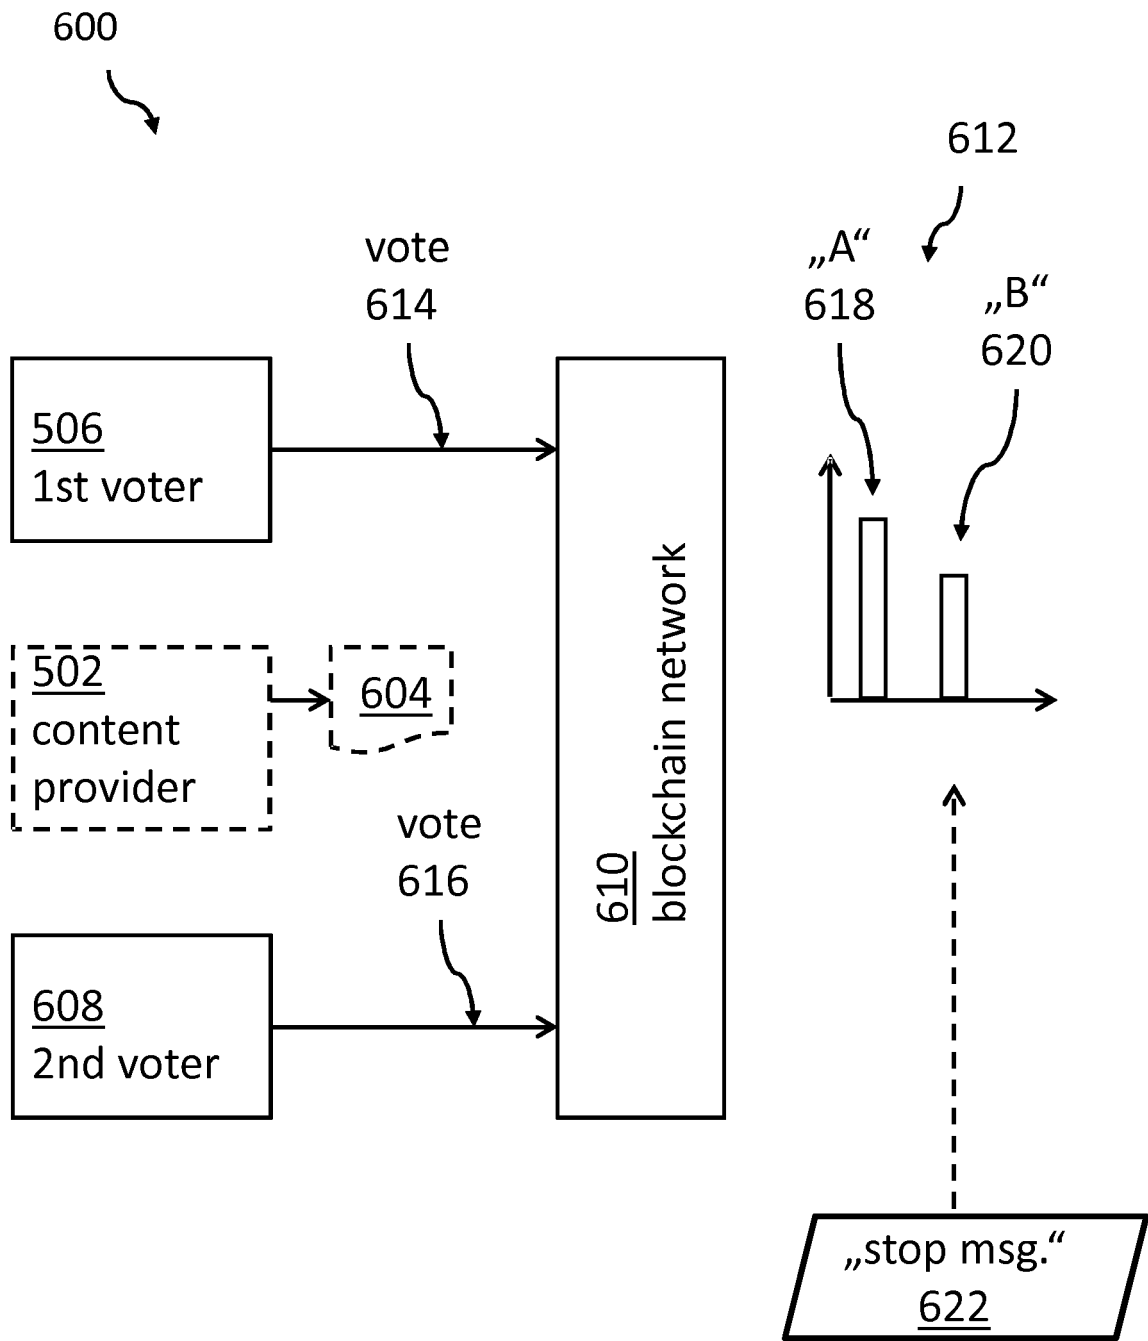 600
612
vote
614
„A“
618
„B“
620
506
1st voter
502
content
provider
604
610
blockchain network
vote
616
608
2nd voter
„stop msg.“
622